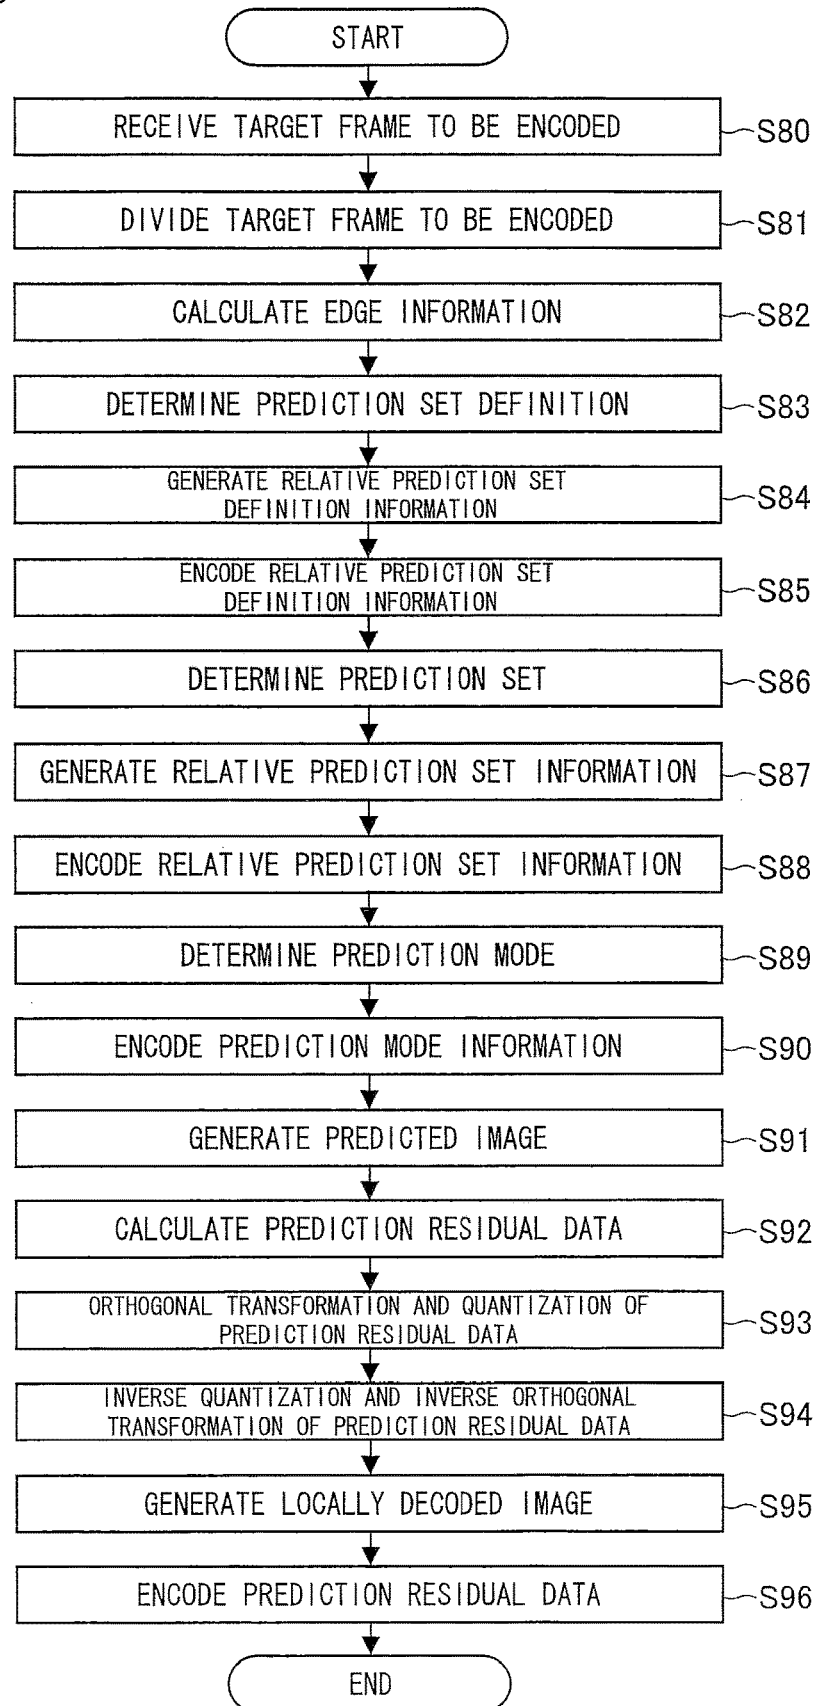 START
RECEIVE TARGET FRAME TO BE ENCODED
S80
DIVIDE TARGET FRAME TO BE ENCODED
S81
CALCULATE EDGE INFORMATION
S82
DETERMINE PREDICTION SET DEFINITION
S83
GENERATE RELATIVE PREDICTION SET
DEFINITION INFORMATION
S84
ENCODE RELATIVE PREDICTION SET
DEFINITION INFORMATION
S85
DETERMINE PREDICTION SET
S86
GENERATE RELATIVE PREDICTION SET INFORMATION
S87
ENCODE RELATIVE PREDICTION SET INFORMATION
S88
DETERMINE PREDICTION MODE
S89
ENCODE PREDICTION MODE INFORMATION
S90
GENERATE PREDICTED IMAGE
S91
CALCULATE PREDICTION RESIDUAL DATA
S92
ORTHOGONAL TRANSFORMATION AND QUANTIZATION OF
PREDICTION RESIDUAL DATA
S93
INVERSE QUANTIZATION AND INVERSE ORTHOGONAL
TRANSFORMATION OF PREDICTION RESIDUAL DATA
S94
GENERATE LOCALLY DECODED IMAGE
S95
ENCODE PREDICTION RESIDUAL DATA
S96
END